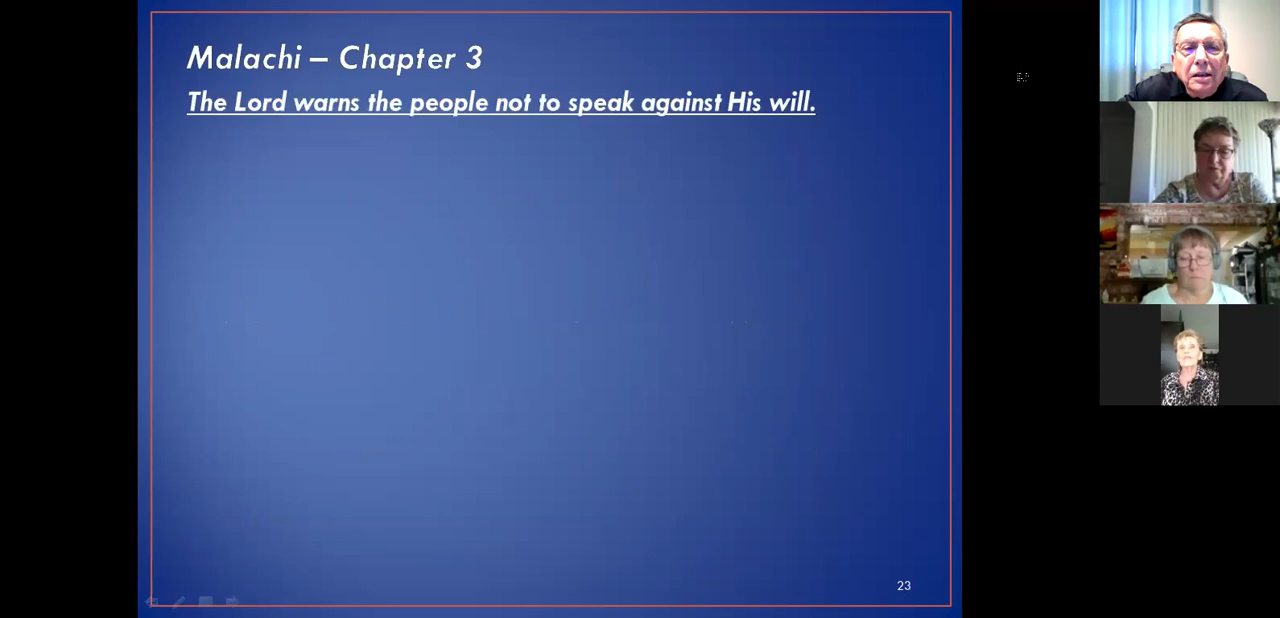 Malachi – Chapter 3
The Lord warns the people not to speak against His will.
23